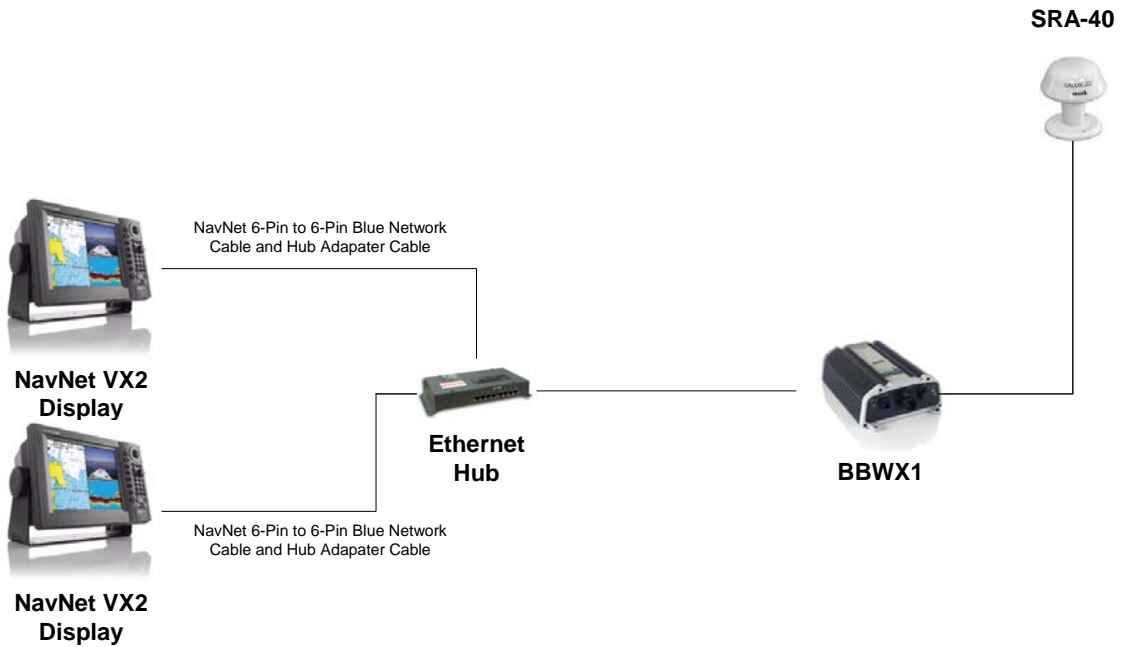 SRA-40
NavNet 6-Pin to 6-Pin Blue Network
Cable and Hub Adapater Cable
NavNet VX2
Display
Ethernet
Hub
BBWX1
NavNet 6-Pin to 6-Pin Blue Network
Cable and Hub Adapater Cable
NavNet VX2
Display